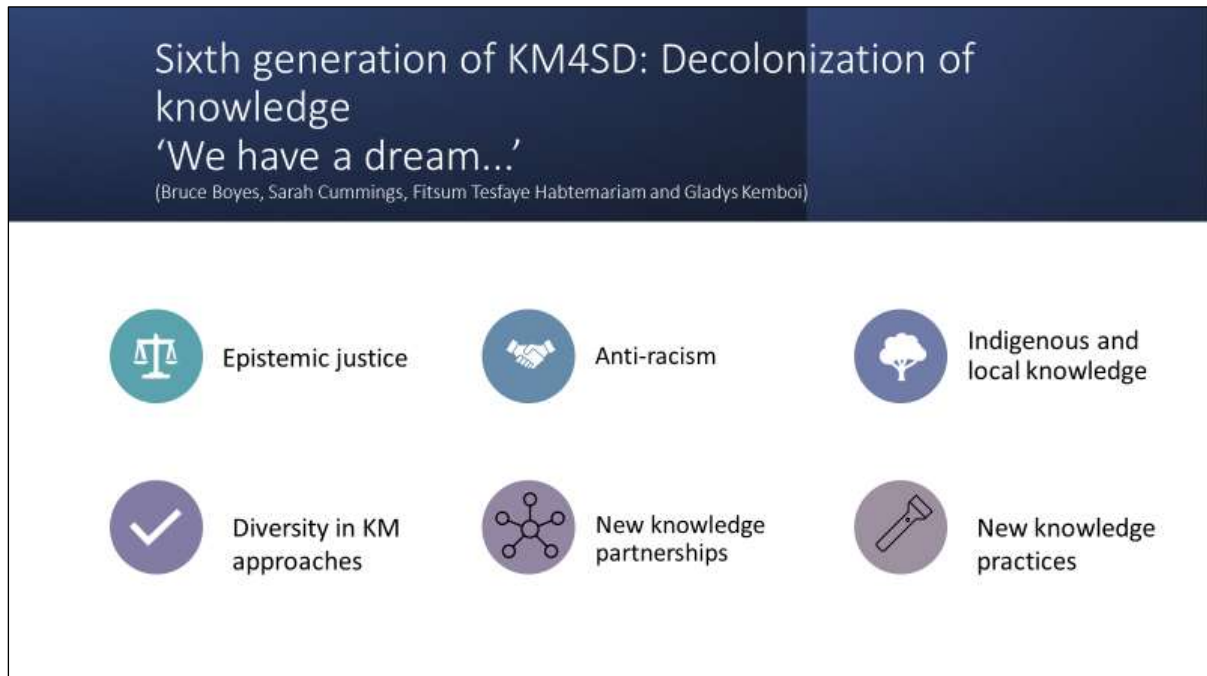 Sixth generation of KM4SD: Decolonization of
knowledge
‘We have a dream...’
(Bruce Boyes, Sarah Cummings, Fitsum Tesfaye Habtemariam and Gladys Kemboi)
Epistemic justice
Anti-racism
Indigenous and
local knowledge
Diversity in KM
approaches
New knowledge
partnerships
New knowledge
practices